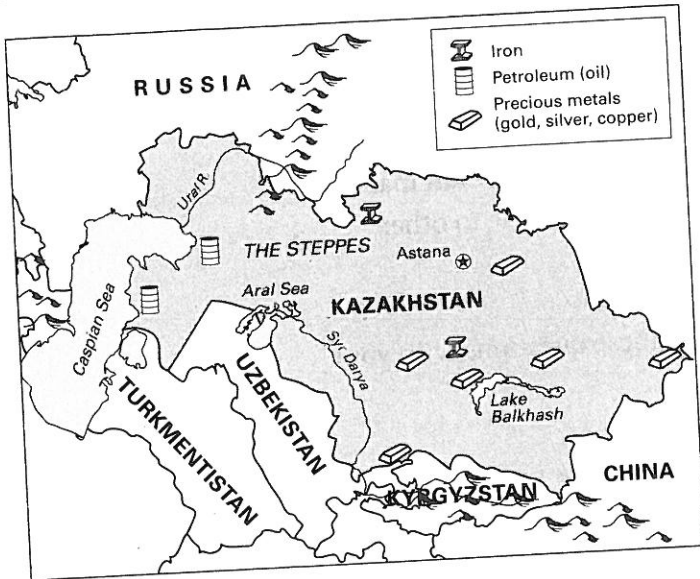 Iron
Petroleum (oil)
Precious metals
(gold, silver, copper)
RUSSIA
Ural R.
THE STEPPES
Astana
Aral Sea
KAZAKHSTAN
Caspian Sea
Syr Darya
UZBEKISTAN
TURKMENTISTAN
Lake
Balkhash
KYRGYZSTAN
CHINA